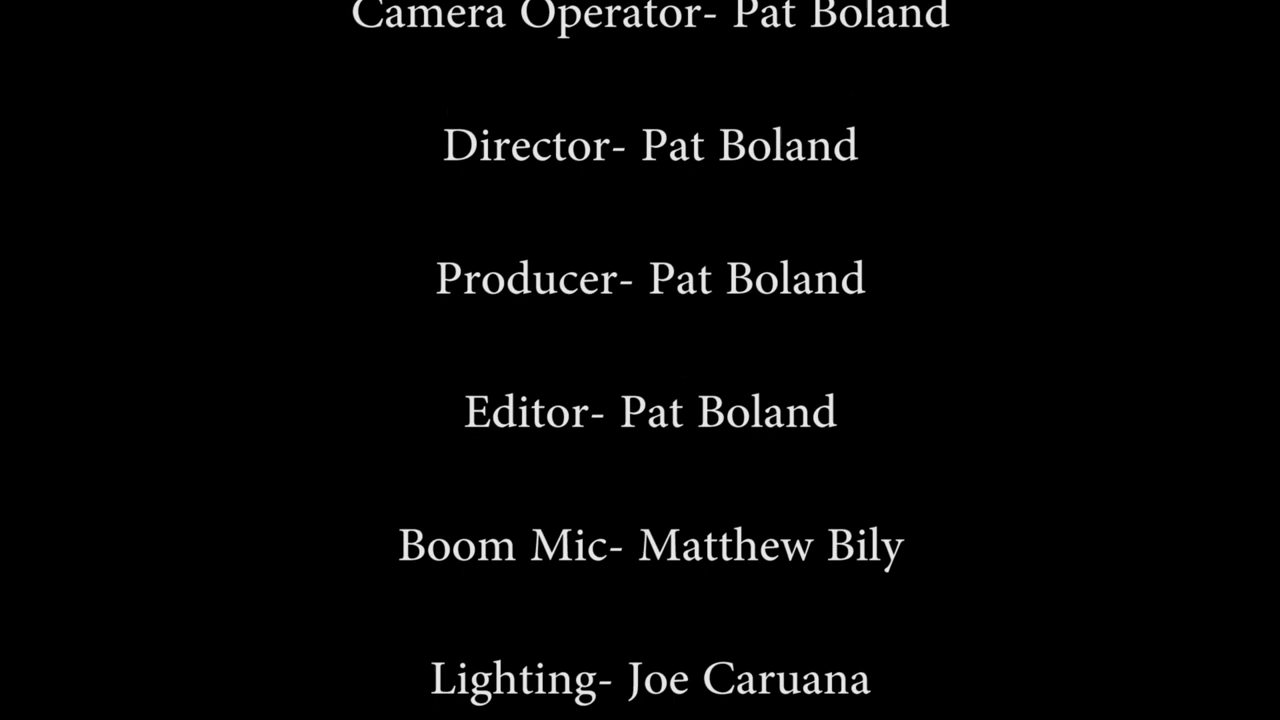 Camera Operator- Pat Boland
Director- Pat Boland
Producer- Pat Boland
Editor- Pat Boland
Boom Mic- Matthew Bily
Lighting- Joe Caruana